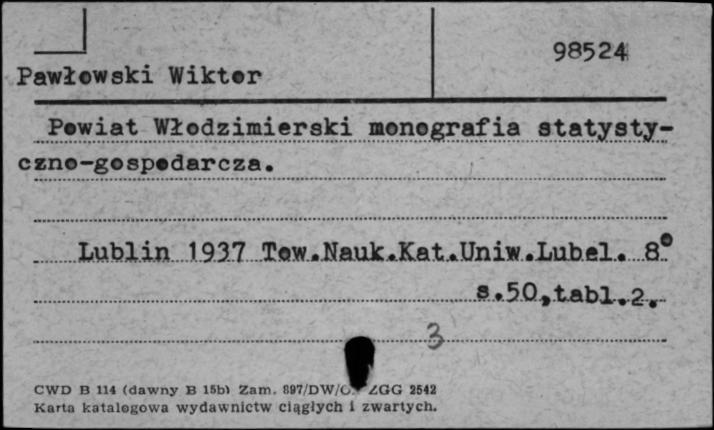 98524
Pawłowski Wiktor
Powiat Włodzimierski monografia statysty-
czno-gospodarcza.
Lublin 1937 Tow.Nauk.Kat.Uniw.Lubel. 8°
s.50,tabl.2.
3
CWD B 114 (dawny B 15b) Zam. 897/DW/ ZGG 2542
Karta katalogowa wydawnictw ciągłych i zwartych.